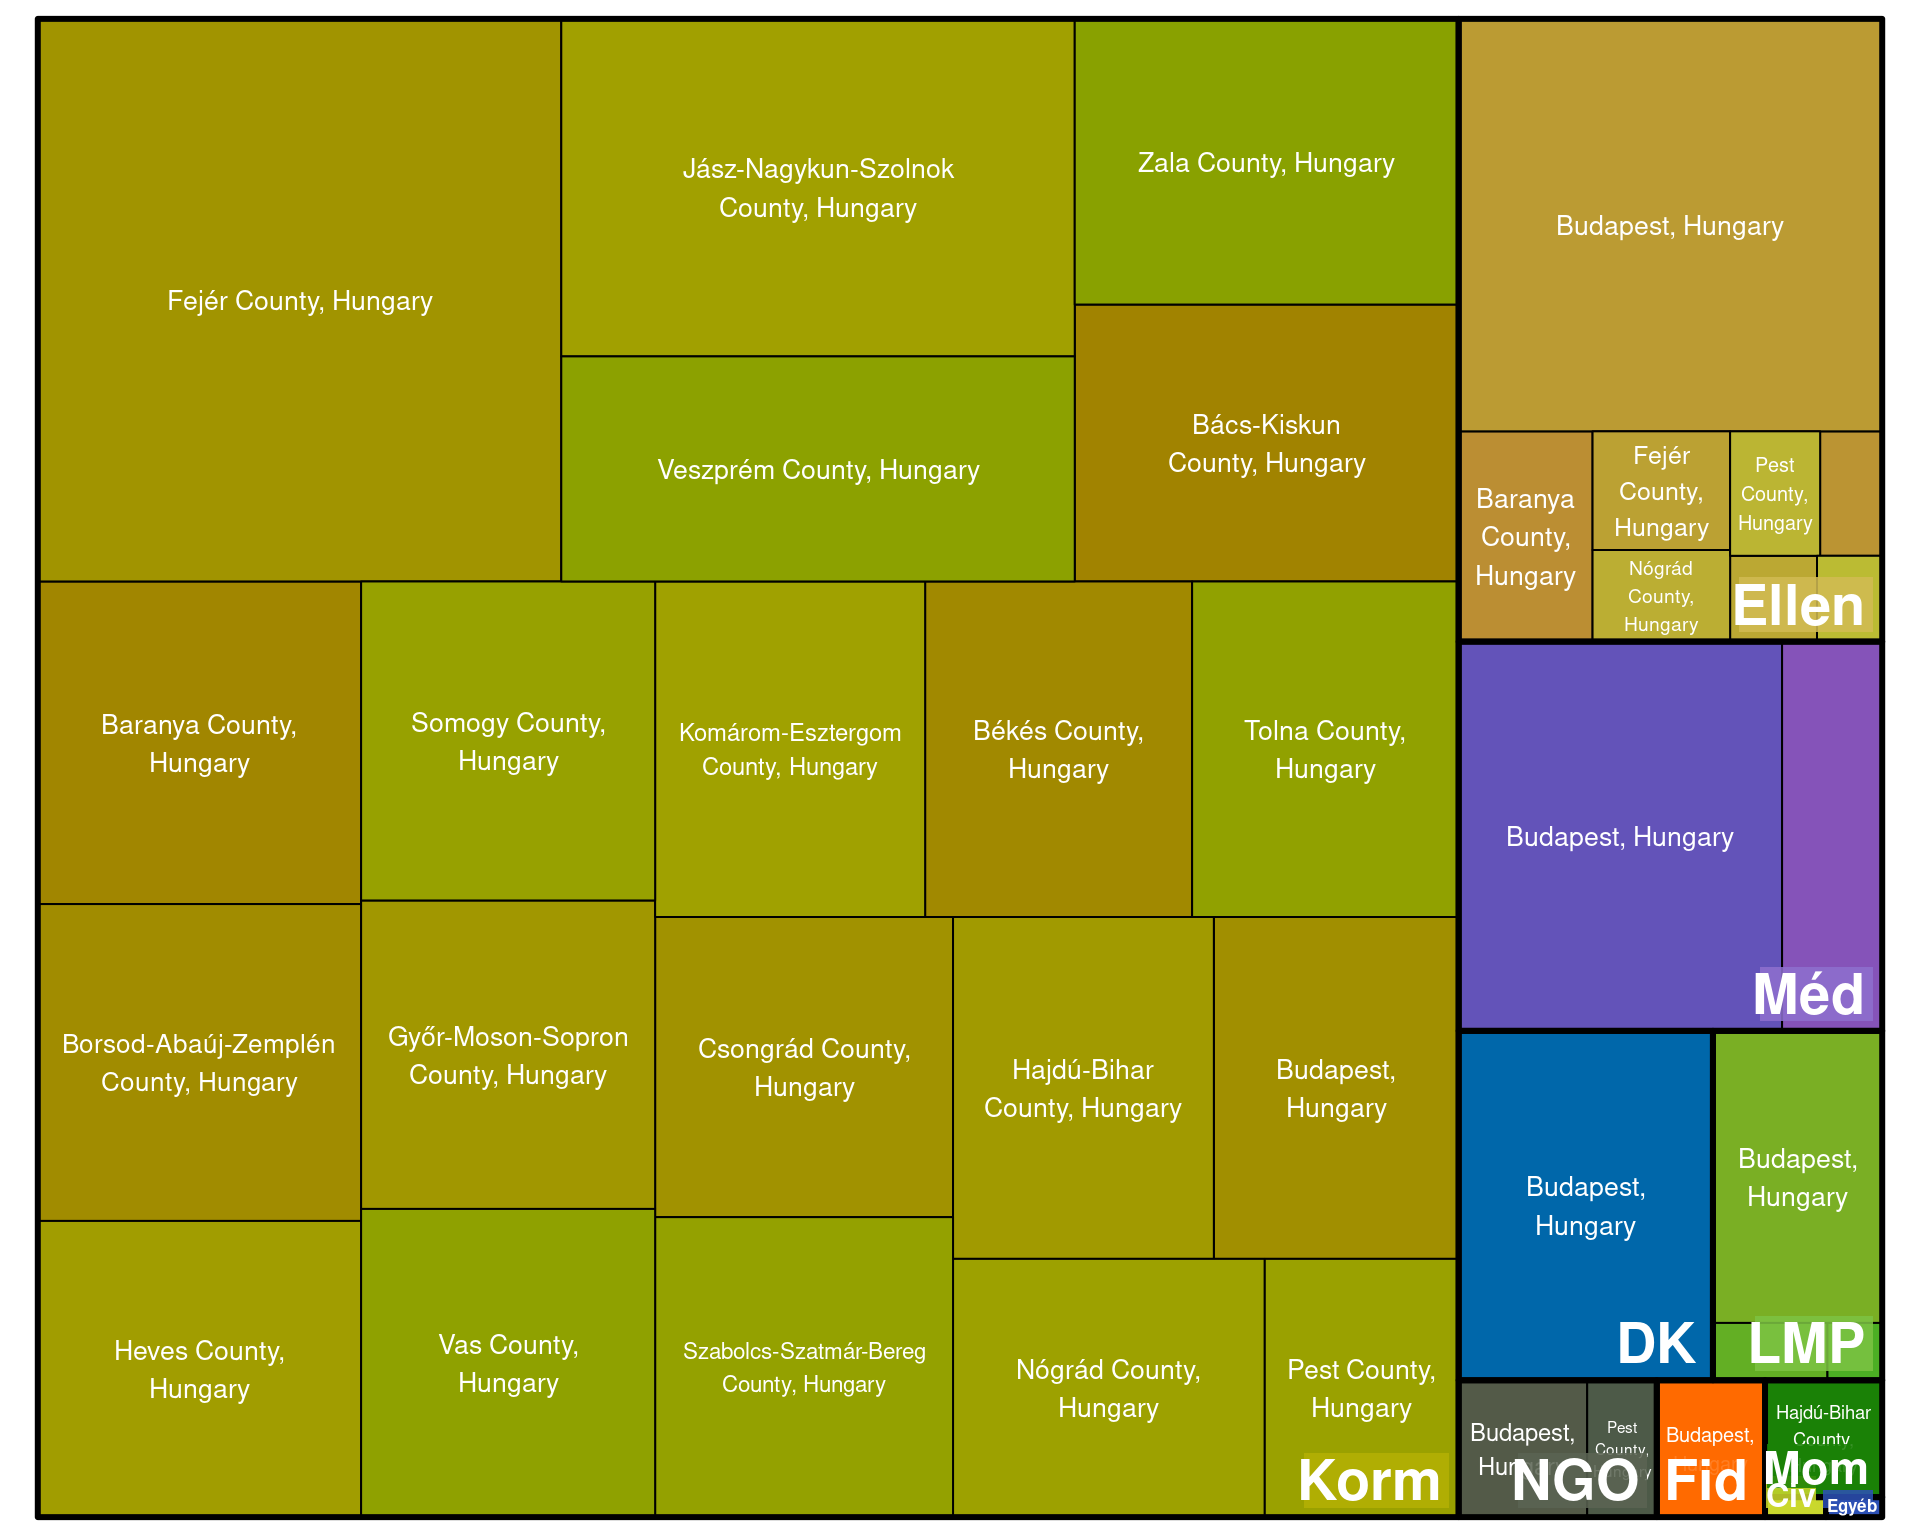 Fejér County, Hungary
Jász-Nagykun-Szolnok
County, Hungary
Veszprém County, Hungary
Zala County, Hungary
Bács-Kiskun
County, Hungary
Baranya County,
Hungary
Somogy County,
Hungary
Komárom-Esztergom
County, Hungary
Békés County,
Hungary
Tolna County,
Hungary
Borsod-Abaúj-Zemplén
County, Hungary
Győr-Moson-Sopron
County, Hungary
Csongrád County,
Hungary
Hajdú-Bihar
County, Hungary
Budapest,
Hungary
Heves County,
Hungary
Vas County,
Hungary
Szabolcs-Szatmár-Bereg
County, Hungary
Nógrád County,
Hungary
Pest County,
Hungary
Korm
Budapest, Hungary
Baranya
County,
Hungary
Fejér
County,
Hungary
Nógrád
County,
Hungary
Pest
County,
Hungary
Ellen
Budapest, Hungary
Méd
Budapest,
Hungary
DK
Budapest,
Hungary
LMP
Budapest,
Pest
County,
NGO
Budapest,
Fid
Hajdú-Bihar
County,
Mom
Civ
Egyéb